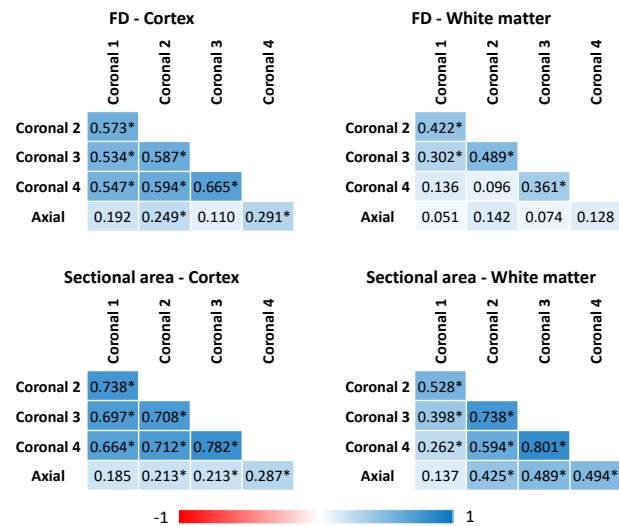 FD - Cortex
Coronal 1 Coronal 2 Coronal 3 Coronal 4
Coronal 2 0.573*
Coronal 3 0.534* 0.587*
Coronal 4 0.547* 0.594* 0.665*
Axial 0.192 0.249* 0.110 0.291*
FD - White matter
Coronal 1 Coronal 2 Coronal 3 Coronal 4
Coronal 2 0.422*
Coronal 3 0.302* 0.489*
Coronal 4 0.136 0.096 0.361*
Axial 0.051 0.142 0.074 0.128
Sectional area - Cortex
Coronal 1 Coronal 2 Coronal 3 Coronal 4
Coronal 2 0.738*
Coronal 3 0.697* 0.708*
Coronal 4 0.664* 0.712* 0.782*
Axial 0.185 0.213* 0.213* 0.287*
Sectional area - White matter
Coronal 1 Coronal 2 Coronal 3 Coronal 4
Coronal 2 0.528*
Coronal 3 0.398* 0.738*
Coronal 4 0.262* 0.594* 0.801*
Axial 0.137 0.425* 0.489* 0.494*
-1 1